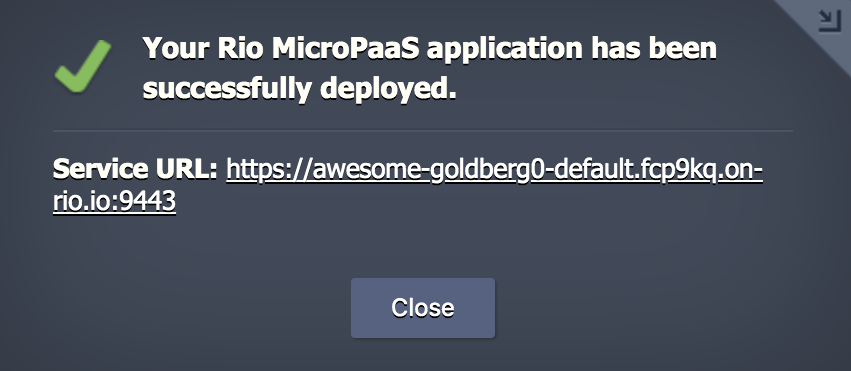 Your Rio MicroPaaS application has been
successfully deployed.
Service URL: https://awesome-goldberg0-default.fcp9kq.on-
rio.io:9443
Close